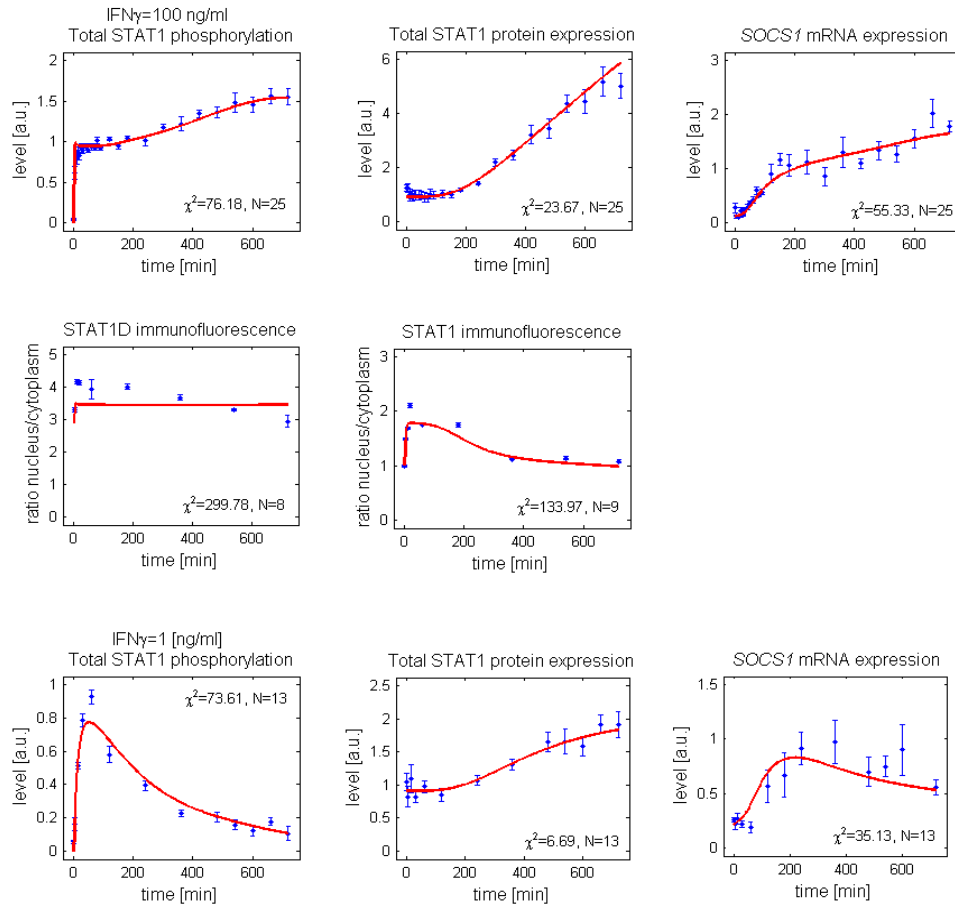 IFNγ=100 ng/ml
Total STAT1 phosphorylation
2
1.5
1
0.5
0
level [a.u.]
χ²=76.18, N=25
0 200 400 600
time [min]
Total STAT1 protein expression
6
4
2
0
level [a.u.]
χ²=23.67, N=25
0 200 400 600
time [min]
SOCS1 mRNA expression
3
2
1
0
level [a.u.]
χ²=55.33, N=25
0 200 400 600
time [min]
STAT1D immunofluorescence
5
4
3
2
1
0
ratio nucleus/cytoplasm
χ²=299.78, N=8
0 200 400 600
time [min]
STAT1 immunofluorescence
3
2
1
0
ratio nucleus/cytoplasm
χ²=133.97, N=9
0 200 400 600
time [min]
IFNγ=1 [ng/ml]
Total STAT1 phosphorylation
1
0.8
0.6
0.4
0.2
0
level [a.u.]
χ²=73.61, N=13
0 200 400 600
time [min]
Total STAT1 protein expression
2.5
2
1.5
1
0.5
0
level [a.u.]
χ²=6.69, N=13
0 200 400 600
time [min]
SOCS1 mRNA expression
1.5
1
0.5
0
level [a.u.]
χ²=35.13, N=13
0 200 400 600
time [min]